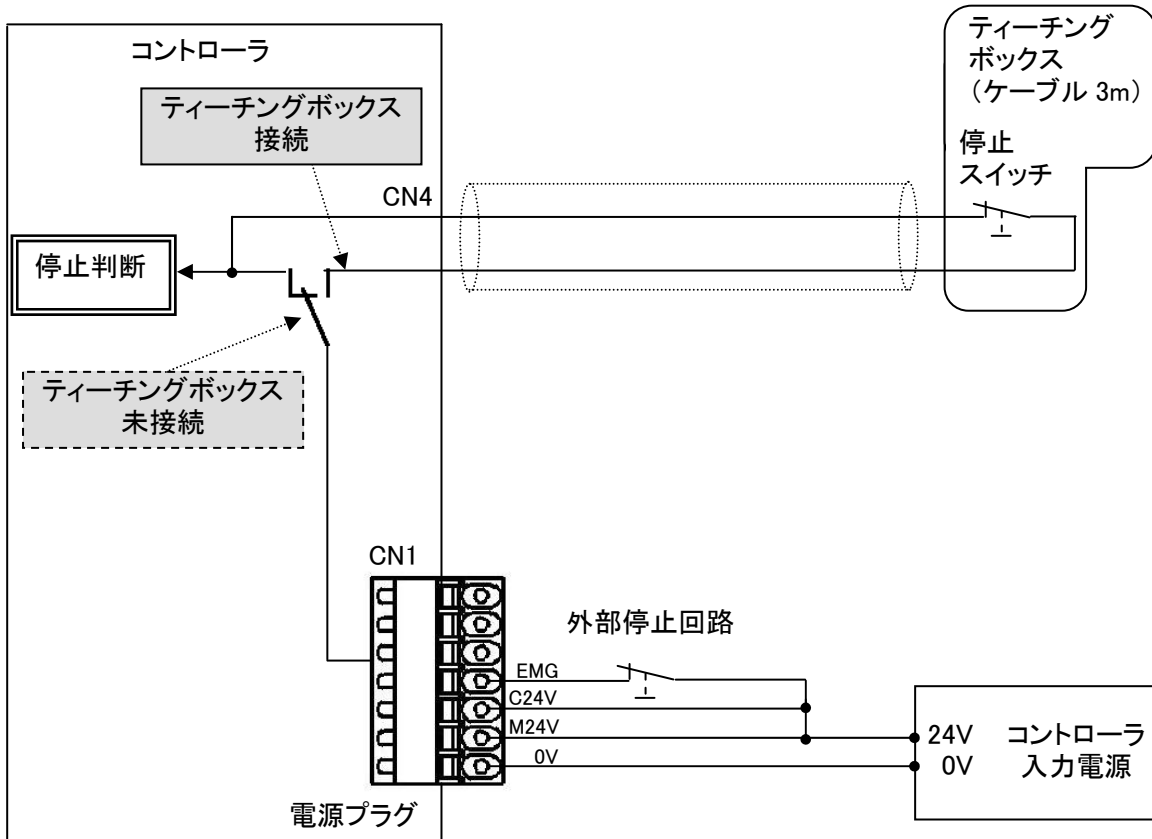 コントローラ
ティーチングボックス
接続
ティーチング
ボックス
（ケーブル 3m）
停止
スイッチ
CN4
停止判断
ティーチングボックス
未接続
CN1
外部停止回路
EMG
C24V
M24V
0V
24V コントローラ
0V 入力電源
電源プラグ